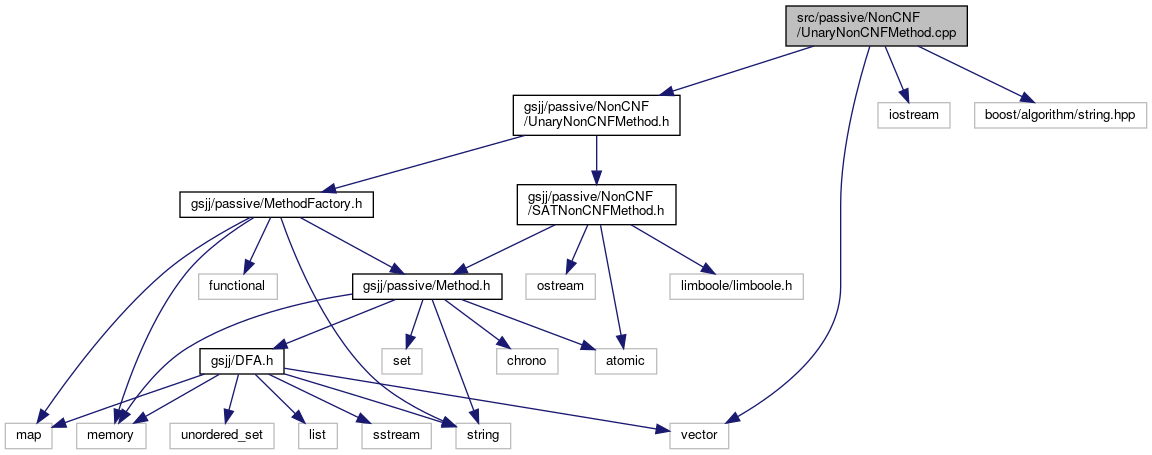 src/passive/NonCNF
/UnaryNonCNFMethod.cpp
gsjj/passive/NonCNF
/UnaryNonCNFMethod.h
iostream
boost/algorithm/string.hpp
gsjj/passive/MethodFactory.h
gsjj/passive/NonCNF
/SATNonCNFMethod.h
functional
gsjj/passive/Method.h
ostream
limboole/limboole.h
gsjj/DFA.h
set
chrono
atomic
map
memory
unordered_set
list
sstream
string
vector